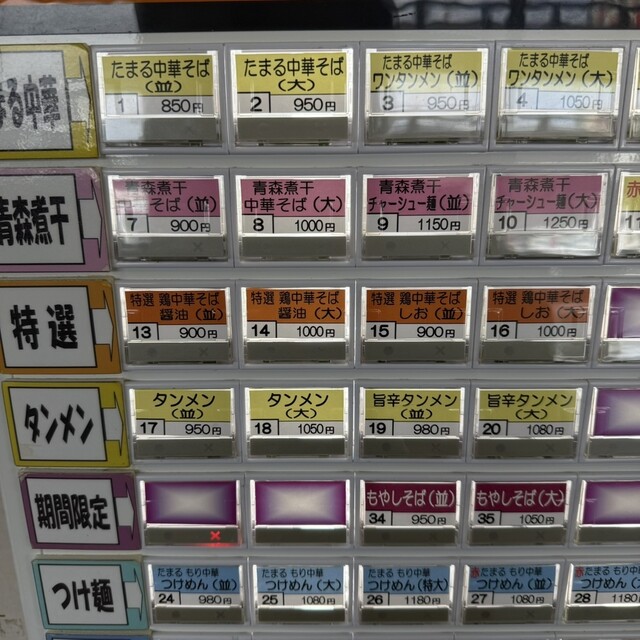 まる中華
たまる中華そば
(並)
1 850円
たまる中華そば
(大)
2 950円
たまる中華そば
ワンタンメン(並)
3 950円
たまる中華そば
ワンタンメン(大)
4 1050円
青森煮干
青森煮干
中華そば(並)
7 900円
青森煮干
中華そば(大)
8 1000円
青森煮干
チャーシュー麺(並)
9 1150円
青森煮干
チャーシュー麺(大)
10 1250円
赤
11
特選
特選 鶏中華そば
醤油(並)
13 900円
特選 鶏中華そば
醤油(大)
14 1000円
特選 鶏中華そば
しお(並)
15 900円
特選 鶏中華そば
しお(大)
16 1000円
タンメン
タンメン
(並)
17 950円
タンメン
(大)
18 1050円
旨辛タンメン
(並)
19 980円
旨辛タンメン
(大)
20 1080円
期間限定
もやしそば(並)
34 950円
もやしそば(大)
35 1050円
つけ麺
たまる もり中華
つけめん(並)
24 980円
たまる もり中華
つけめん(大)
25 1080円
たまる もり中華
つけめん(特大)
26 1180円
赤たまる もり中華
つけめん(並)
27 1080円
赤たまる もり中華
つけめん(
28 1180